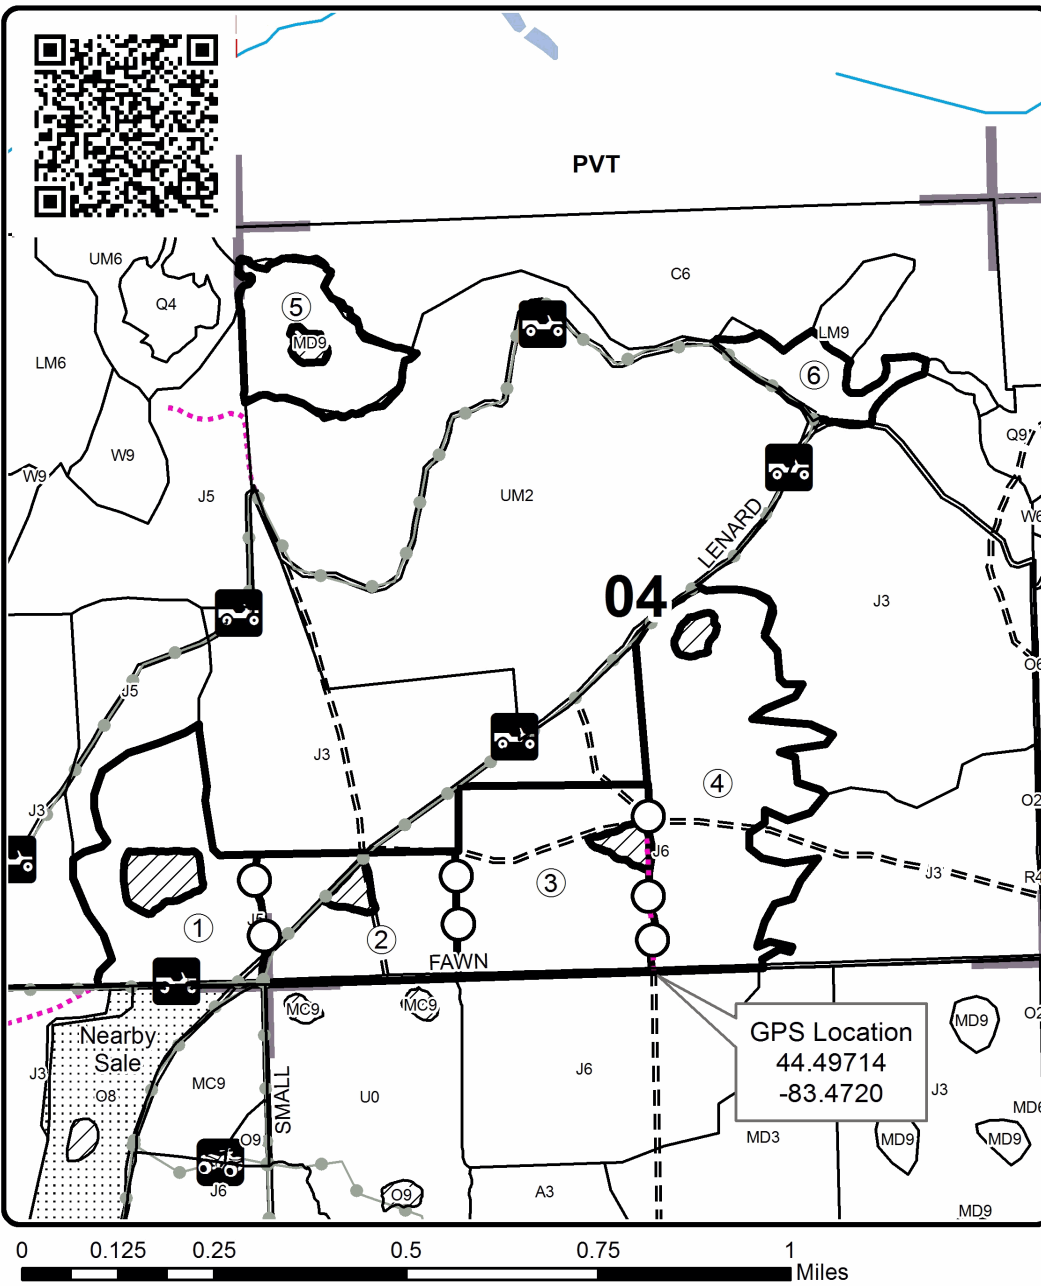 PVT
UM6
C6
Q4
5
LM9
MD9
LM6
6
Q9
W9
W9
J5
UM2
W6
LENARD
04
J3
O6
J5
J3
4
O2
J3
J6
J3
R4
3
J5
1
2
FAWN
MC9
MC9
MD9
O2
Nearby
Sale
GPS Location
44.49714
-83.4720
J3
O8
MC9
SMALL
U0
J6
J3
MD6
MD3
MD9
MD9
O9
J6
O9
A3
MD9
0
0.125
0.25
0.5
0.75
1
Miles